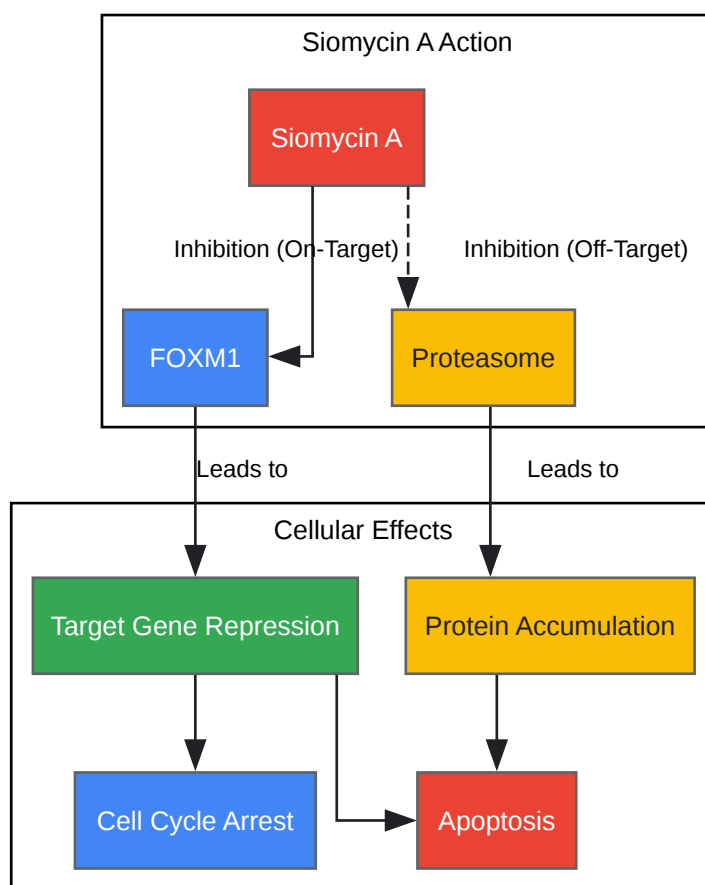 Siomycin A Action
Siomycin A
Inhibition (On-Target)
Inhibition (Off-Target)
FOXM1
Proteasome
Leads to
Leads to
Cellular Effects
Target Gene Repression
Protein Accumulation
Cell Cycle Arrest
Apoptosis